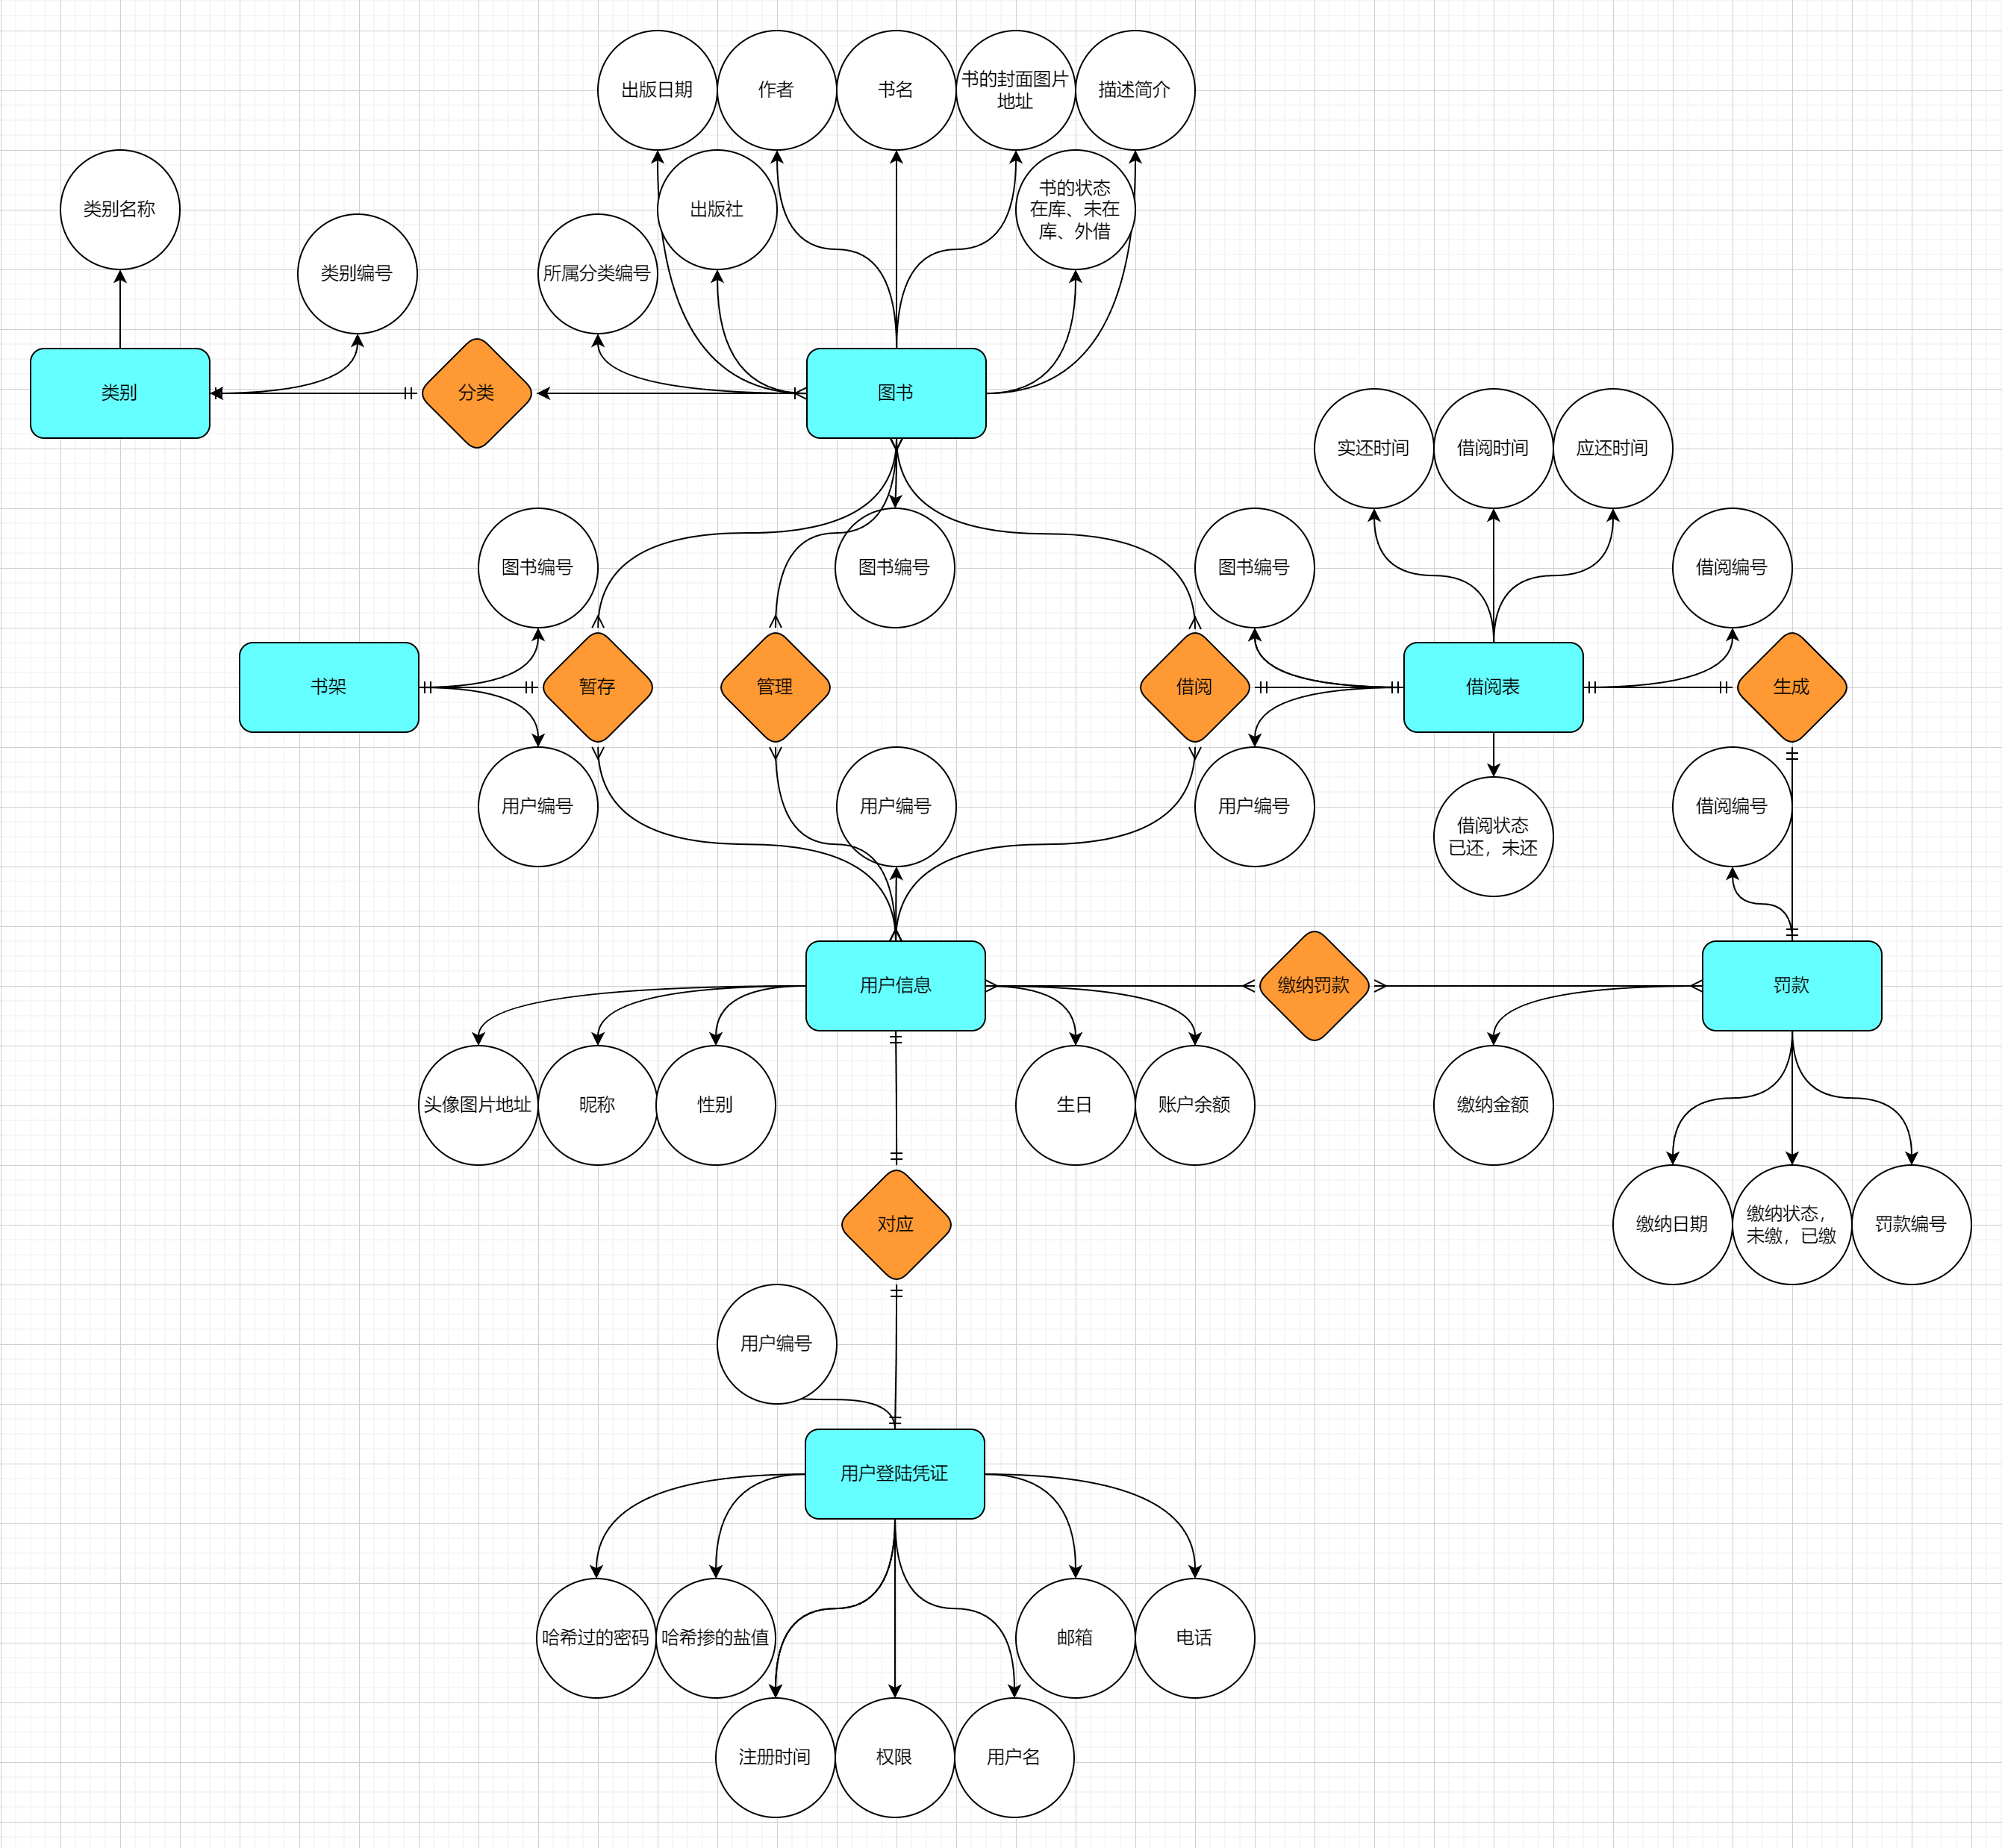 出版日期
作者
书名
书的封面图片
地址
描述简介
类别名称
出版社
书的状态
在库、未在
库、外借
类别编号
所属分类编号
类别
分类
图书
实还时间
借阅时间
应还时间
图书编号
图书编号
图书编号
借阅编号
书架
暂存
管理
借阅
借阅表
生成
用户编号
用户编号
用户编号
借阅状态
已还，未还
借阅编号
用户信息
缴纳罚款
罚款
头像图片地址
昵称
性别
生日
账户余额
缴纳金额
对应
缴纳日期
缴纳状态，
未缴，已缴
罚款编号
用户编号
用户登陆凭证
哈希过的密码
哈希掺的盐值
邮箱
电话
注册时间
权限
用户名